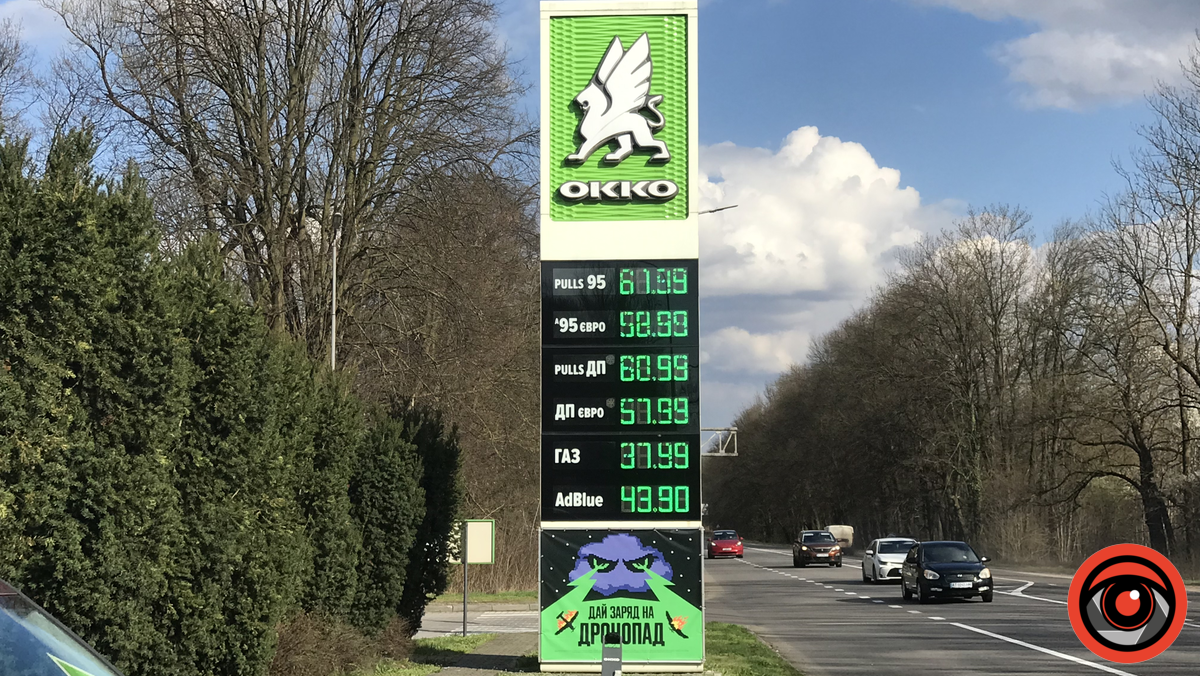 OKKO
PULLS 95 61.99
A95 ЄВРО 58.99
PULLS ДП 60.99
ДП ЄВРО 57.99
ГАЗ 37.99
AdBlue 43.90
ДАЙ ЗАРЯД НА
ДРОНОПАД